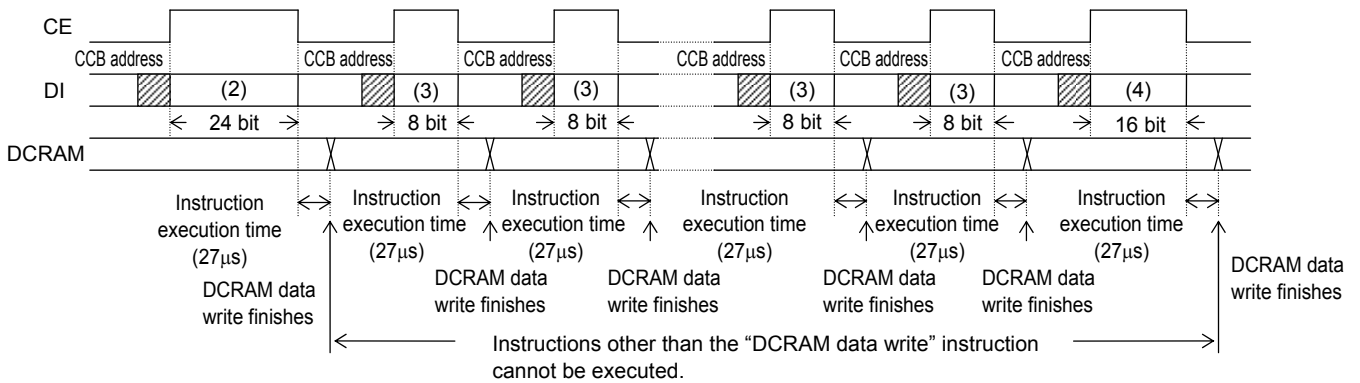 CE
CCB address CCB address CCB address CCB address CCB address CCB address
DI (2) (3) (3) (3) (3) (4)
24 bit 8 bit 8 bit 8 bit 8 bit 16 bit
DCRAM
Instruction execution time (27μs)
Instruction execution time (27μs)
Instruction execution time (27μs)
Instruction execution time (27μs)
Instruction execution time (27μs)
Instruction execution time (27μs)
DCRAM data write finishes
DCRAM data write finishes
DCRAM data write finishes
DCRAM data write finishes
DCRAM data write finishes
DCRAM data write finishes
Instructions other than the “DCRAM data write” instruction
cannot be executed.